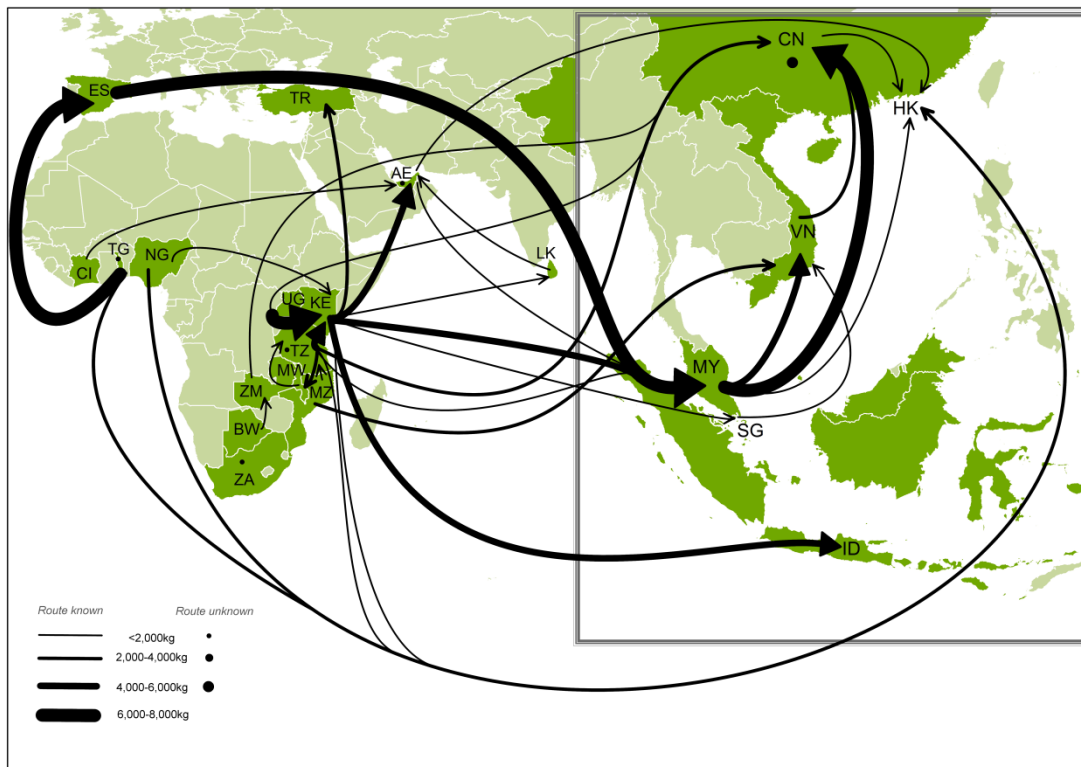 CN
ES
TR
HK
AE
TG
NG
CI
VN
LK
UG
KE
TZ
MW
MY
ZM
MZ
BW
SG
ZA
ID
Route known
Route unknown
<2,000kg
2,000-4,000kg
4,000-6,000kg
6,000-8,000kg